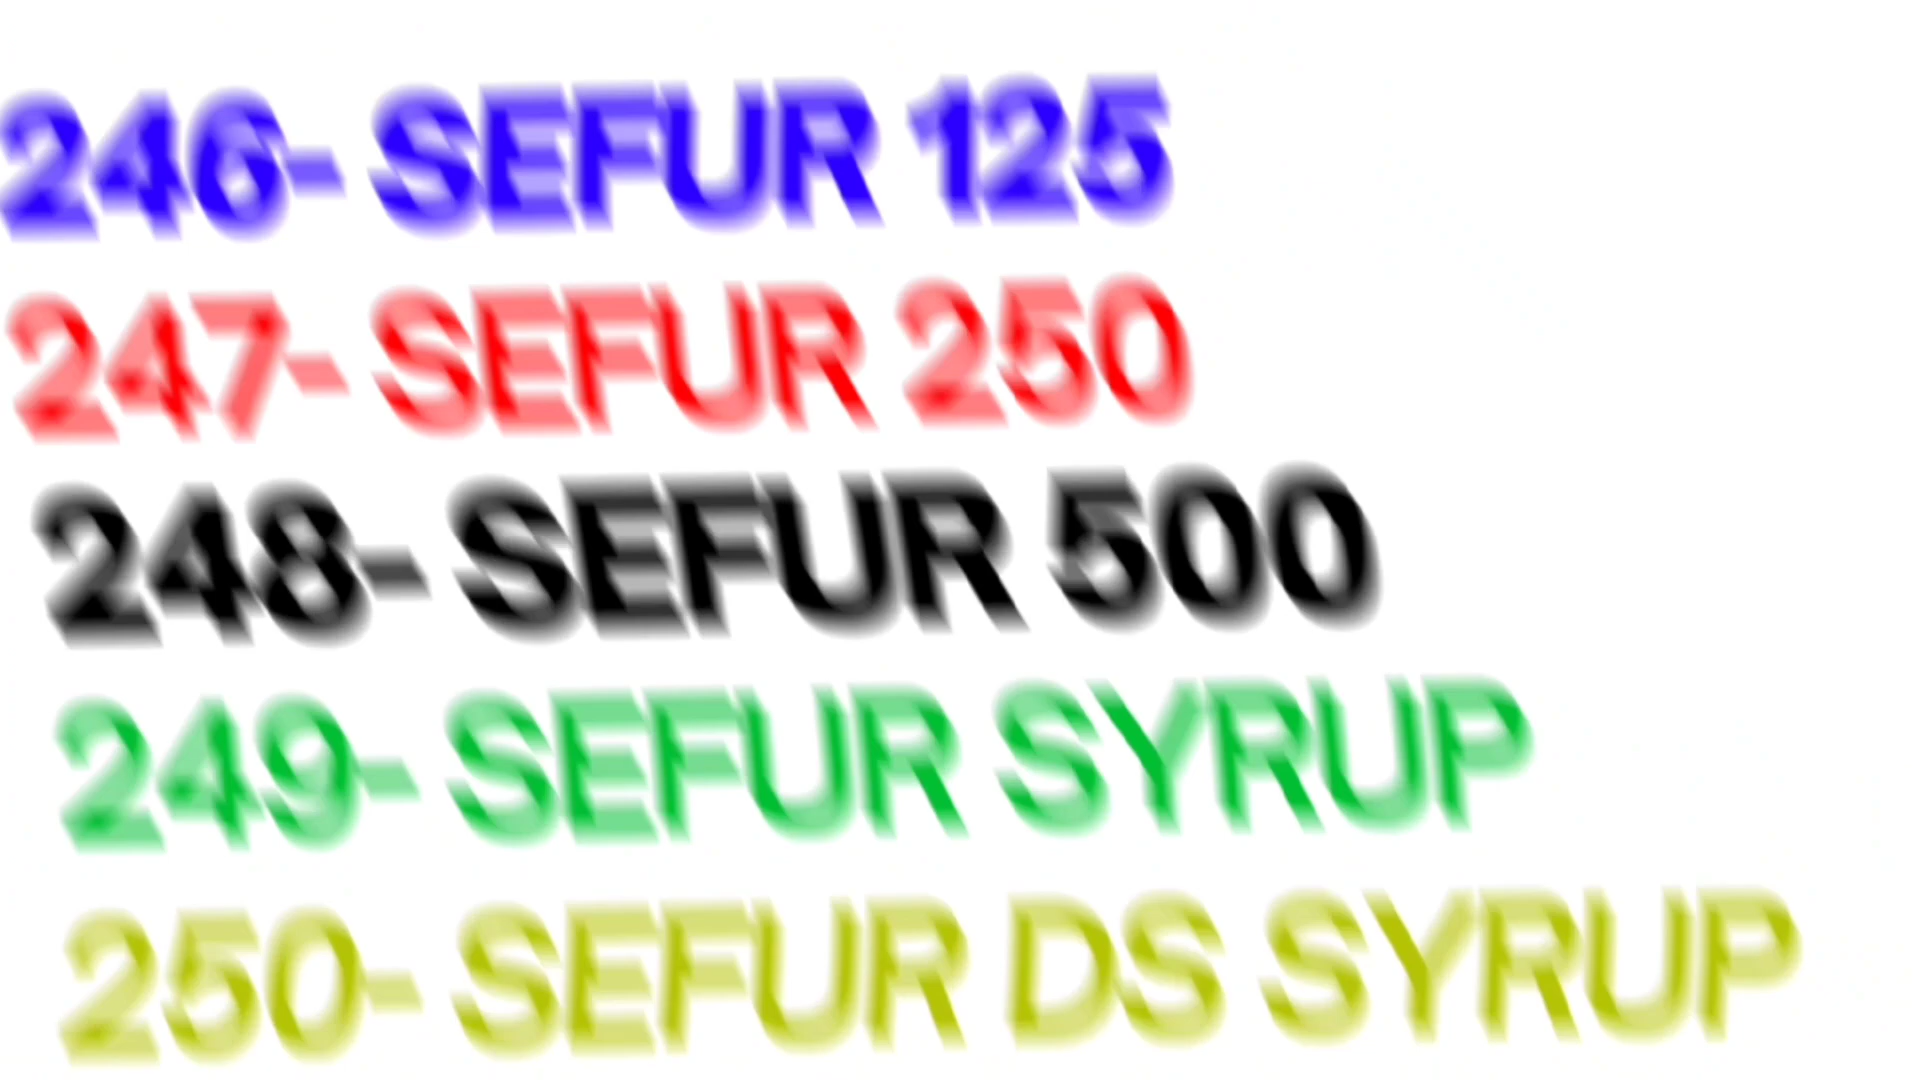 246- SEFUR 125
247- SEFUR 250
248- SEFUR 500
249- SEFUR SYRUP
250- SEFUR DS SYRUP